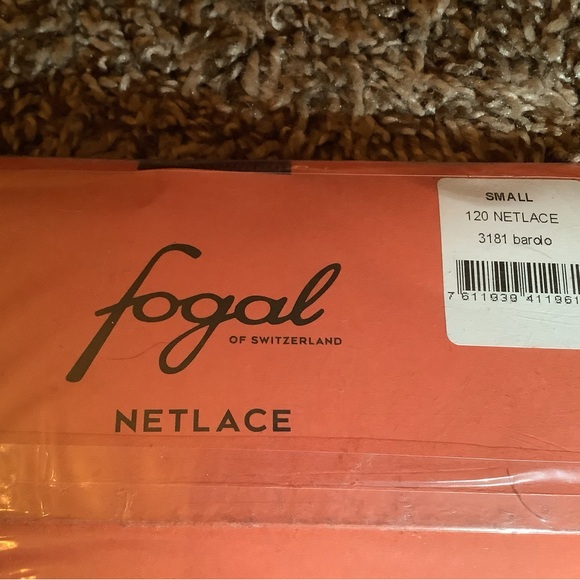 SMALL
120 NETLACE
3181 barolo
7 611939 411961
fogal
OF SWITZERLAND
NETLACE